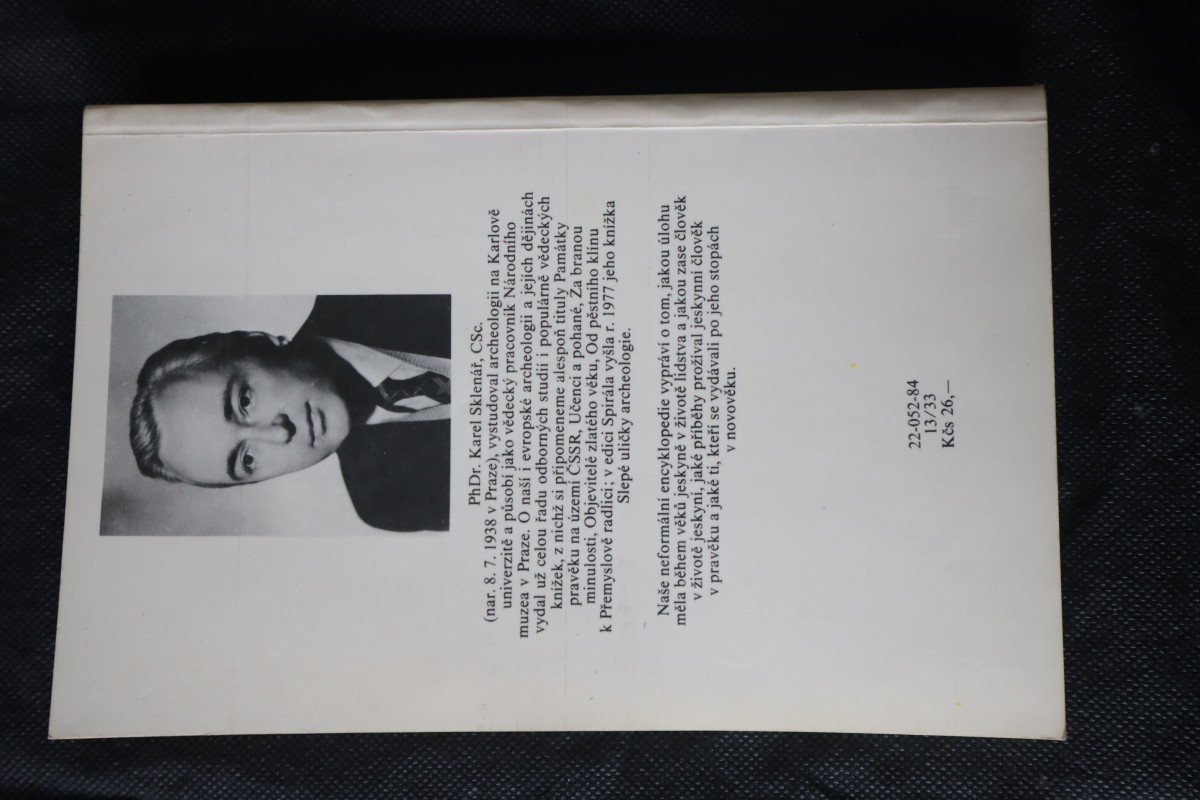 PhDr. Karel Sklenář, CSc.
(nar. 8. 7. 1938 v Praze), vystudoval archeologii na Karlově
univerzitě a působí jako vědecký pracovník Národního
muzea v Praze. O naší i evropské archeologii a jejích dějinách
vydal už celou řadu odborných studií i populárně vědeckých
knížek, z nichž si připomeneme alespoň tituly Památky
pravěku na území ČSSR, Učenci a pohané, Za branou
minulosti, Objevitelé zlatého věku, Od pěstního klínu
k Přemyslově radlici; v edici Spirála vyšla r. 1977 jeho knížka
Slepé uličky archeologie.
Naše neformální encyklopedie vypráví o tom, jakou úlohu
měla během věků jeskyně v životě lidstva a jakou zase člověk
v životě jeskyní, jaké příběhy prožíval jeskynní člověk
v pravěku a jaké ti, kteří se vydávali po jeho stopách
v novověku.
22-052-84
13/33
Kčs 26,—